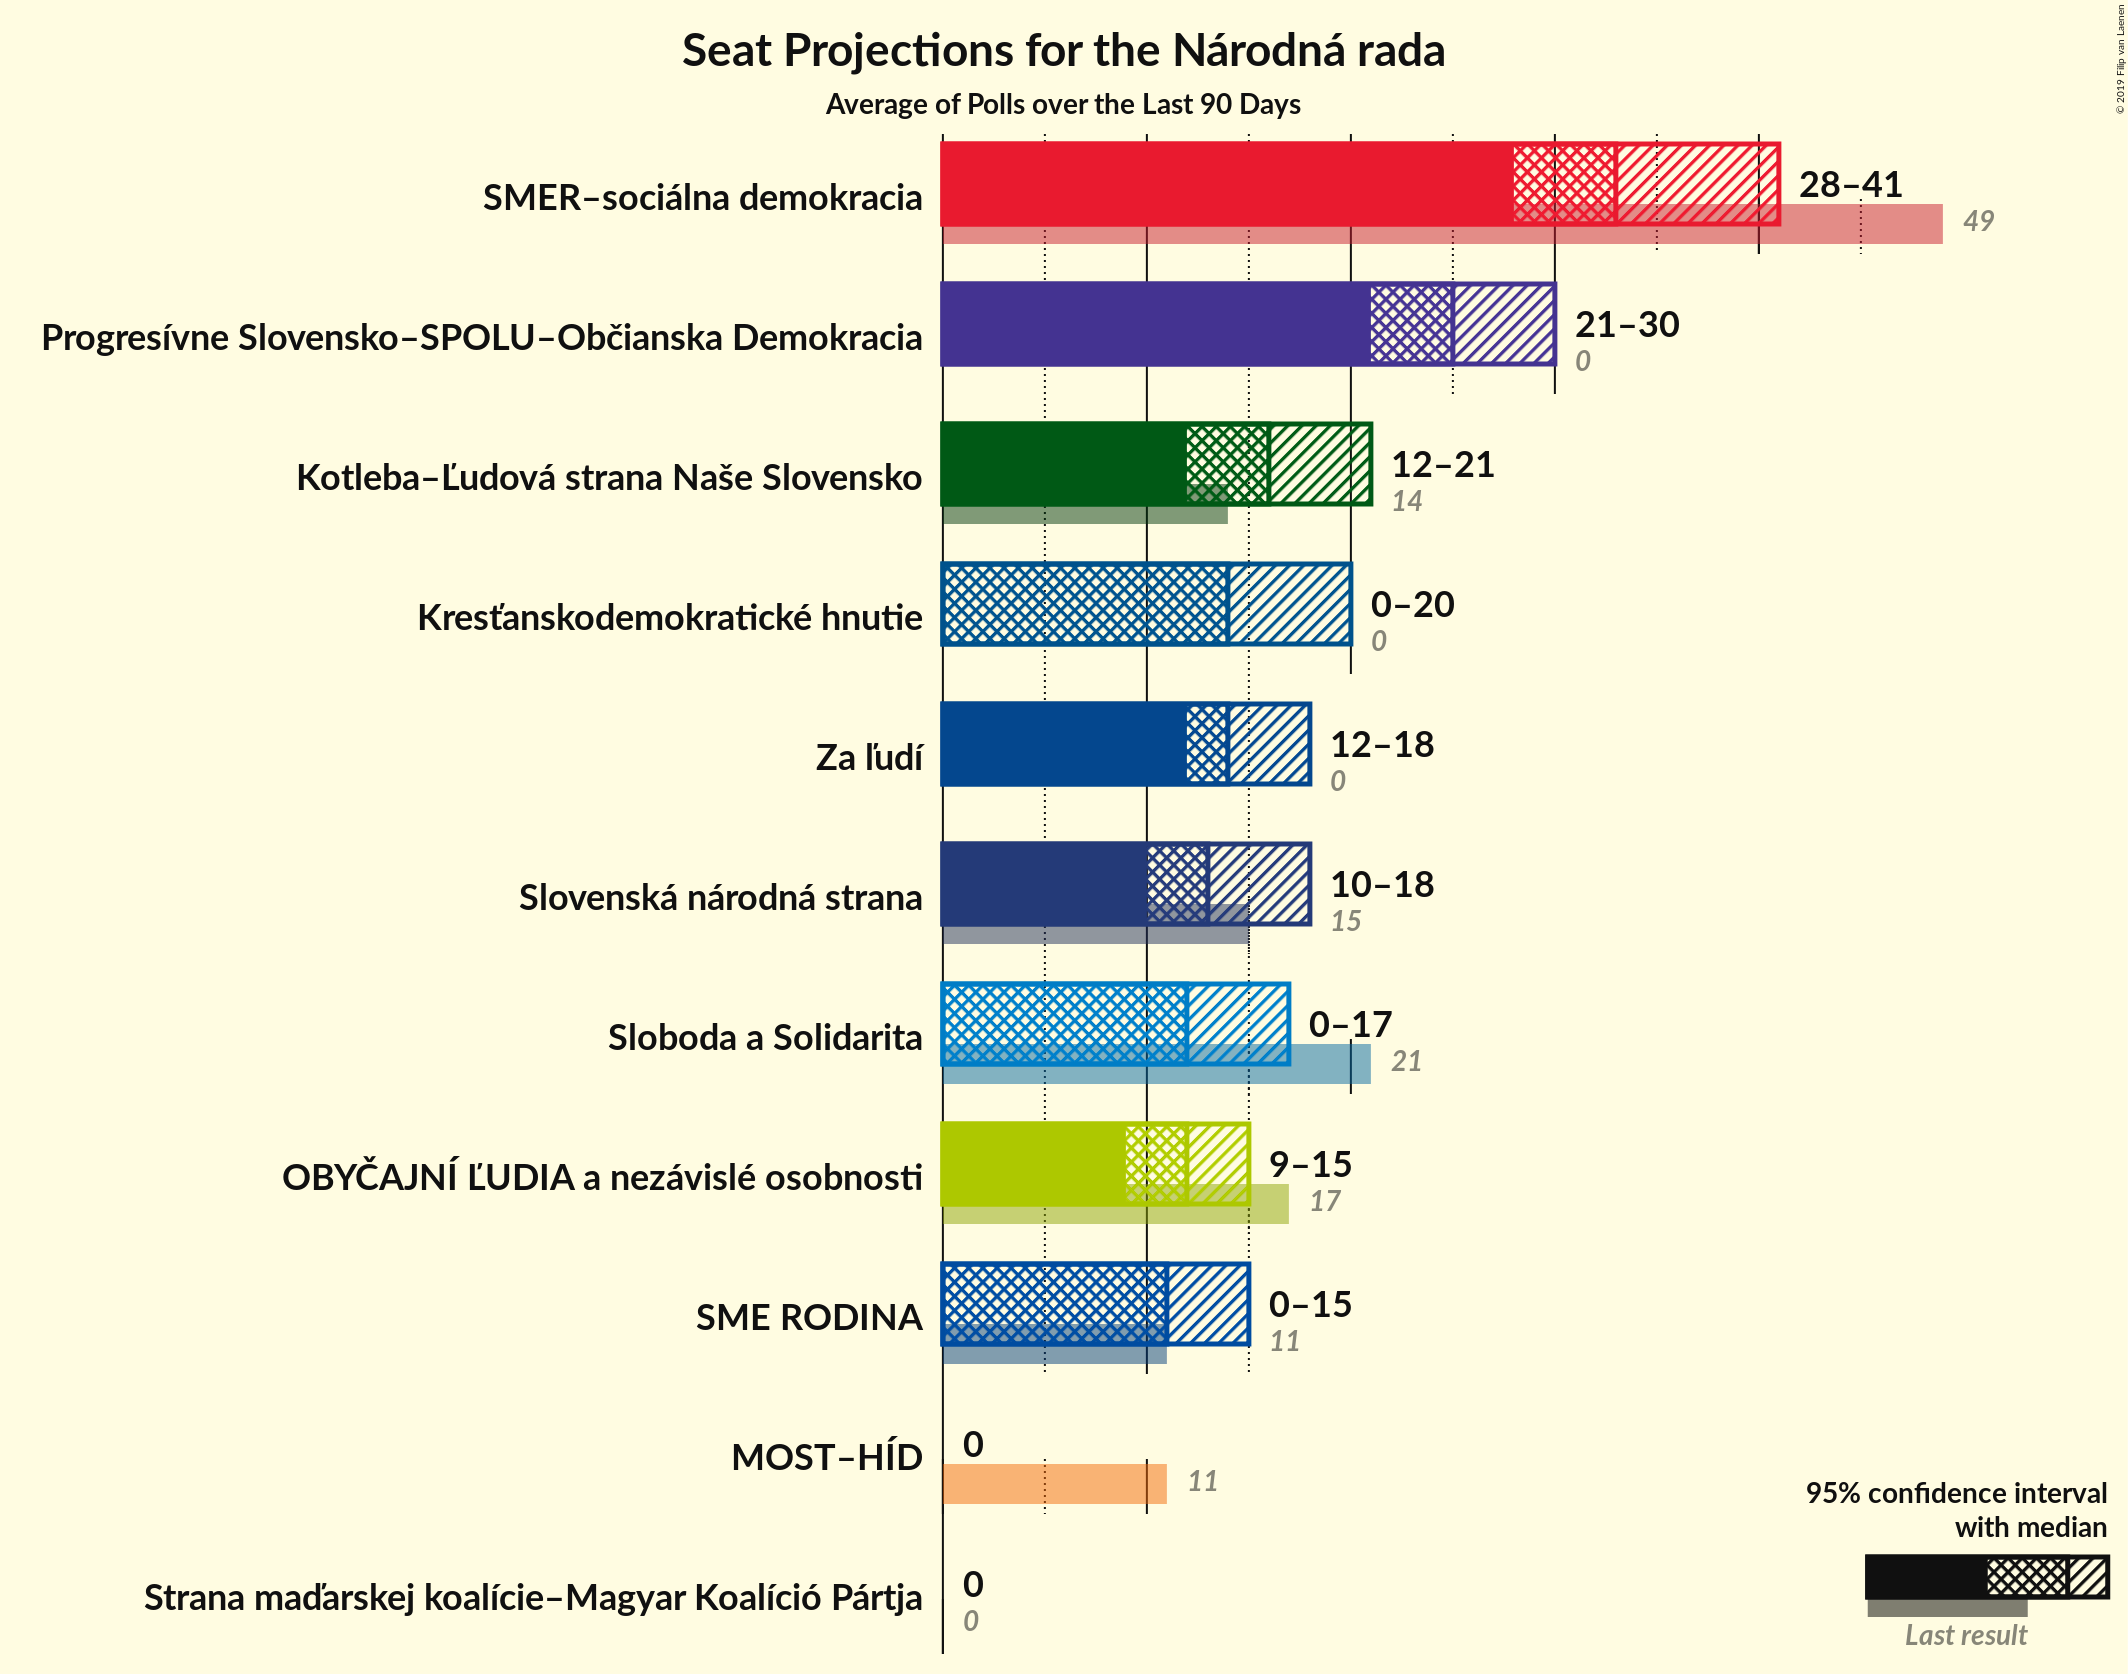 Seat Projections for the Národná rada
Average of Polls over the Last 90 Days
© 2019 Filip van Laenen
SMER–sociálna demokracia
28–41
49
Progresívne Slovensko–SPOLU–Občianska Demokracia
21–30
0
Kotleba–Ľudová strana Naše Slovensko
12–21
14
Kresťanskodemokratické hnutie
0–20
0
Za ľudí
12–18
0
Slovenská národná strana
10–18
15
Sloboda a Solidarita
0–17
21
OBYČAJNÍ ĽUDIA a nezávislé osobnosti
9–15
17
SME RODINA
0–15
11
MOST–HÍD
0
11
Strana maďarskej koalície–Magyar Koalíció Pártja
0
0
95% confidence interval
with median
Last result